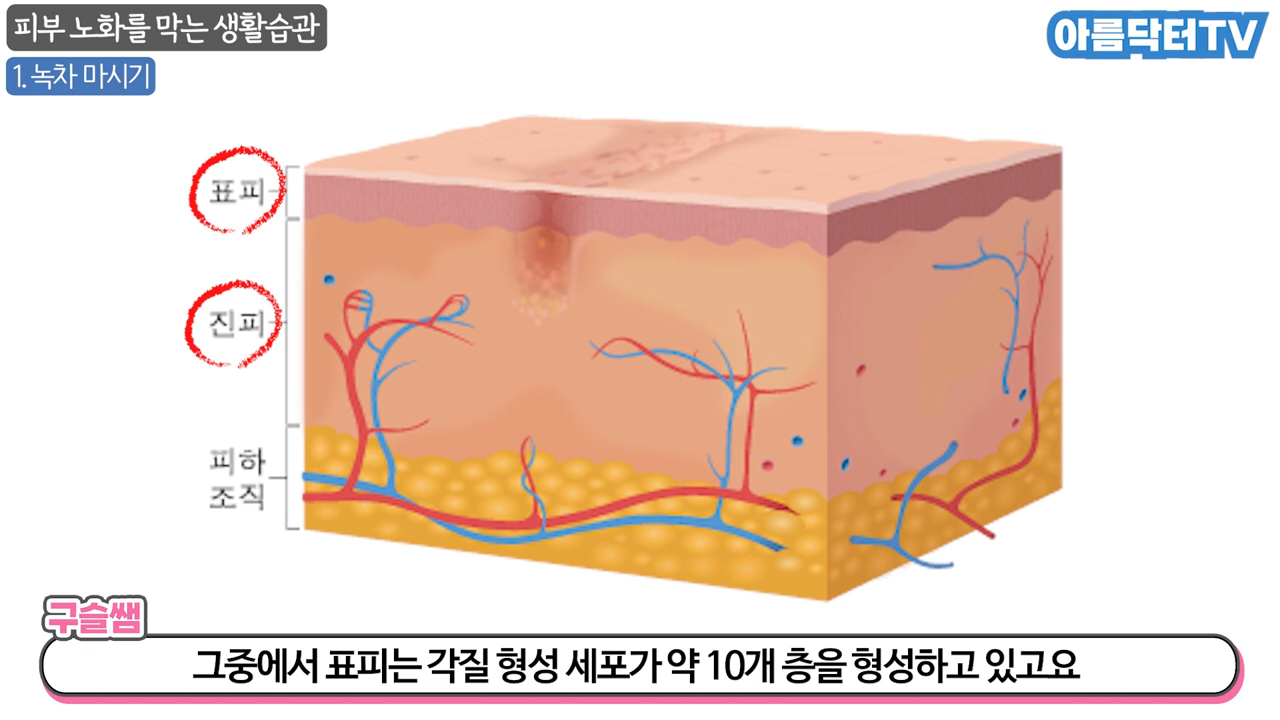 피부 노화를 막는 생활습관
아름닥터TV
1. 녹차 마시기
표피
진피
피하
조직
구슬쌤
그중에서 표피는 각질 형성 세포가 약 10개 층을 형성하고 있고요